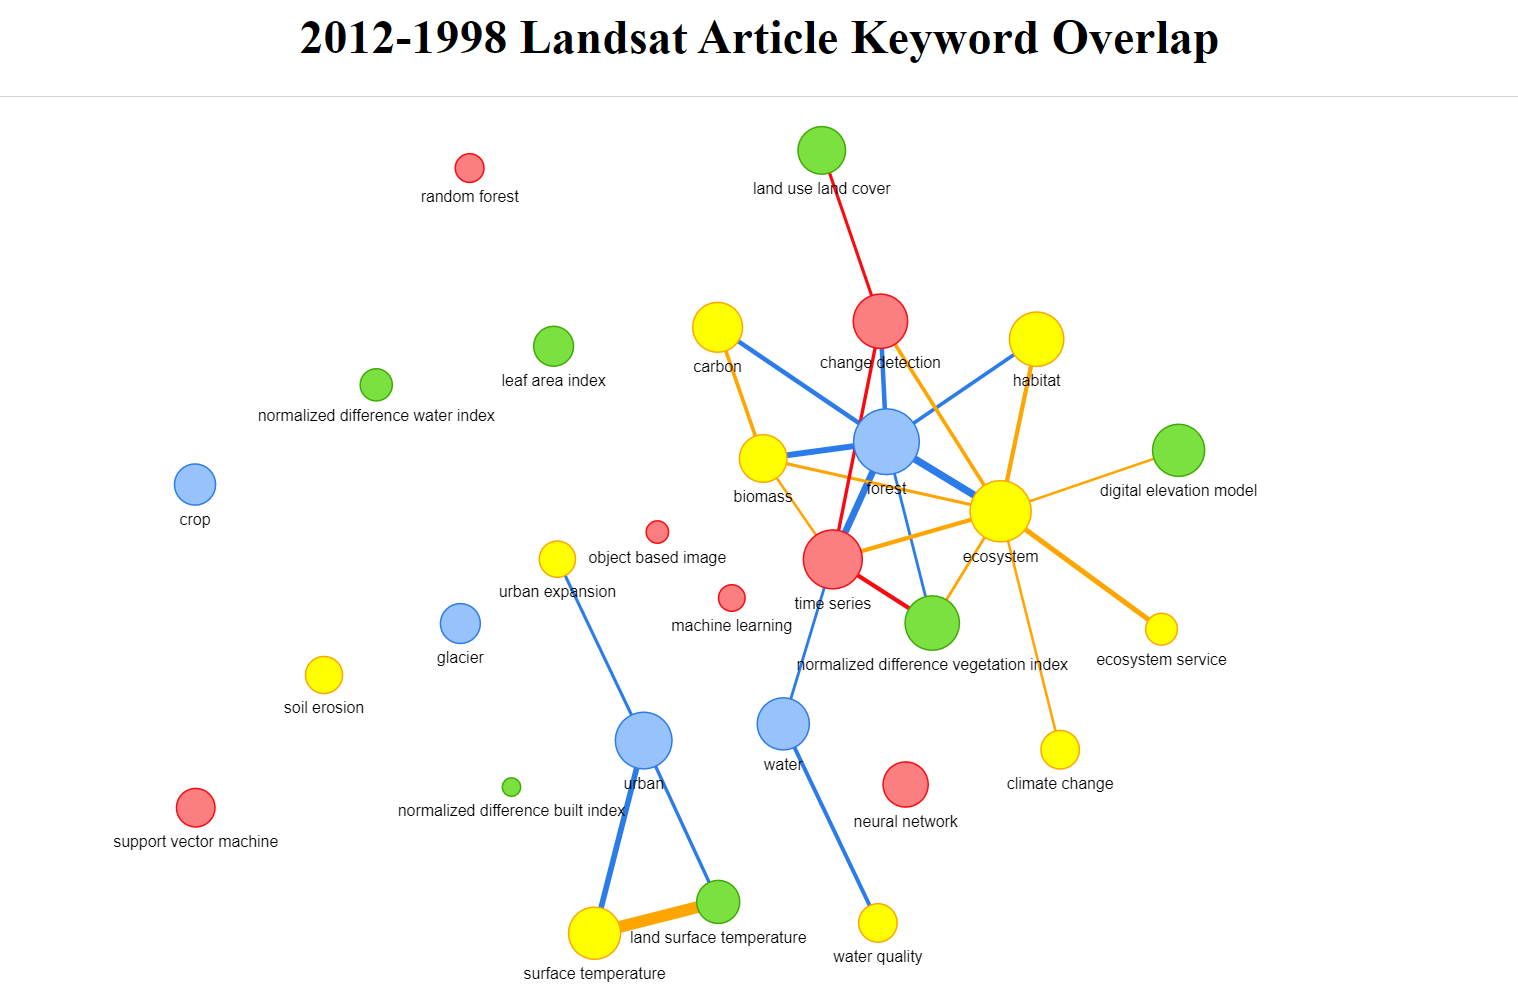 2012-1998 Landsat Article Keyword Overlap
land use land cover
random forest
change detection
carbon
habitat
leaf area index
normalized difference water index
forest
digital elevation model
biomass
crop
ecosystem
object based image
urban expansion
time series
machine learning
glacier
ecosystem service
normalized difference vegetation index
soil erosion
water
urban
climate change
normalized difference built index
neural network
support vector machine
land surface temperature
water quality
surface temperature